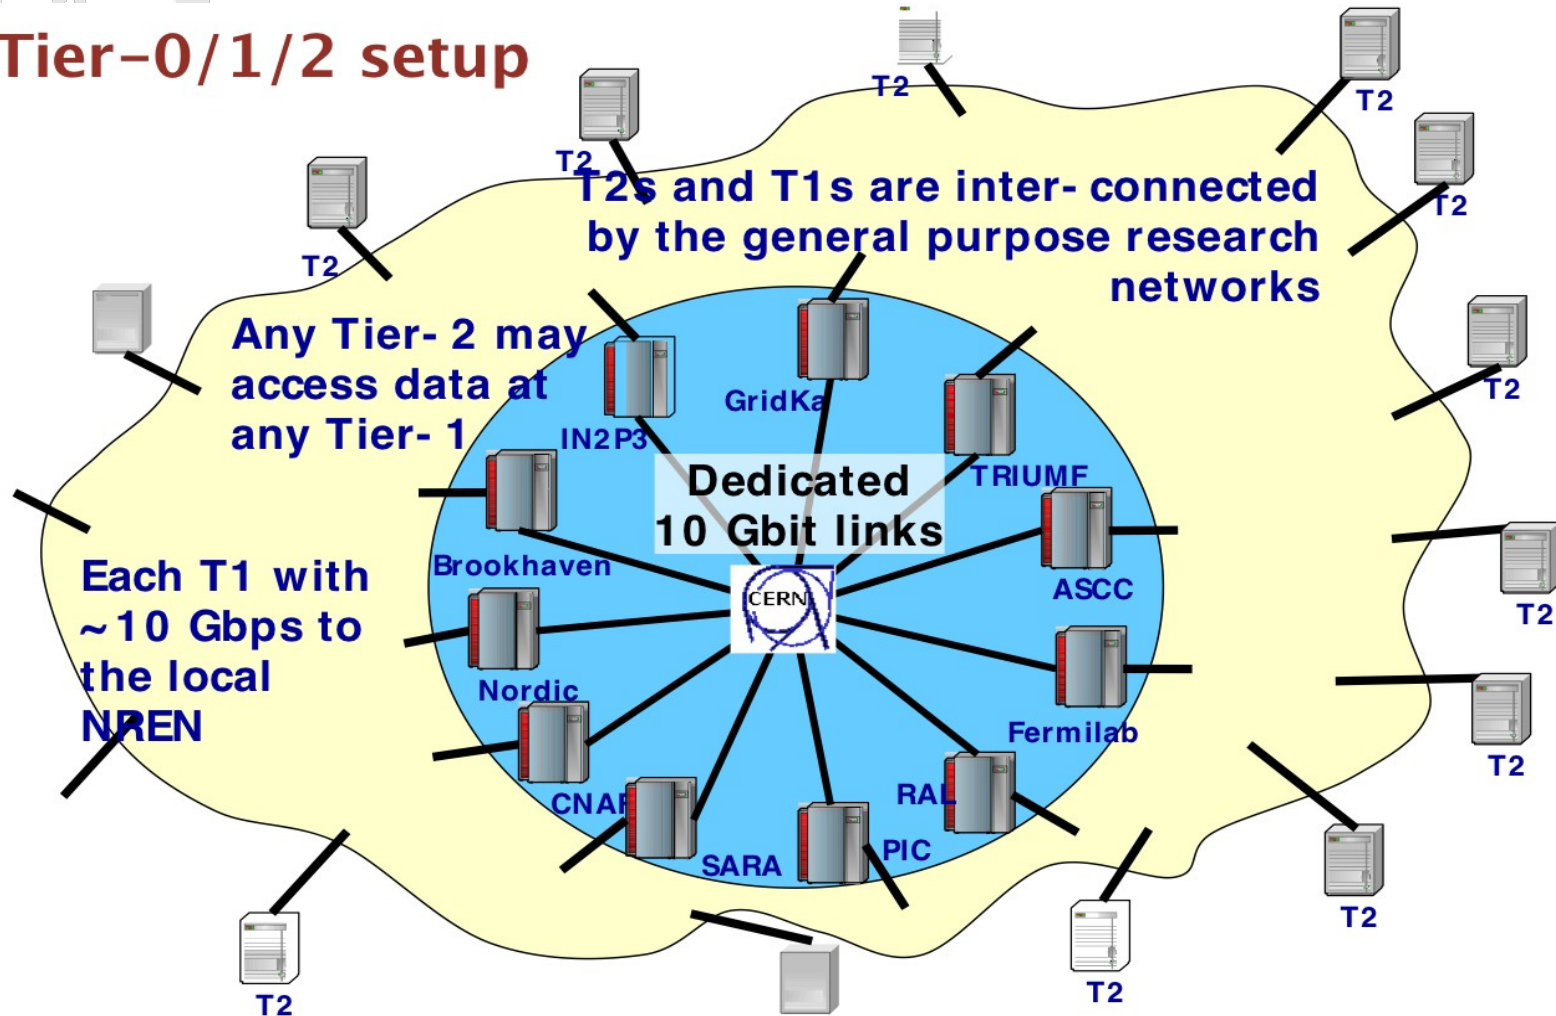 Tier-0/1/2 setup
T2
T2
T2
T2
T2
T2s and T1s are inter- connected
by the general purpose research
networks
T2
Any Tier- 2 may
access data at
any Tier- 1
GridKa
IN2P3
TRIUMF
T2
Dedicated
10 Gbit links
Brookhaven
ASCC
CERN
Each T1 with
~10 Gbps to
the local
NREN
T2
Nordic
Fermilab
T2
CNAF
RAL
SARA
PIC
T2
T2
T2